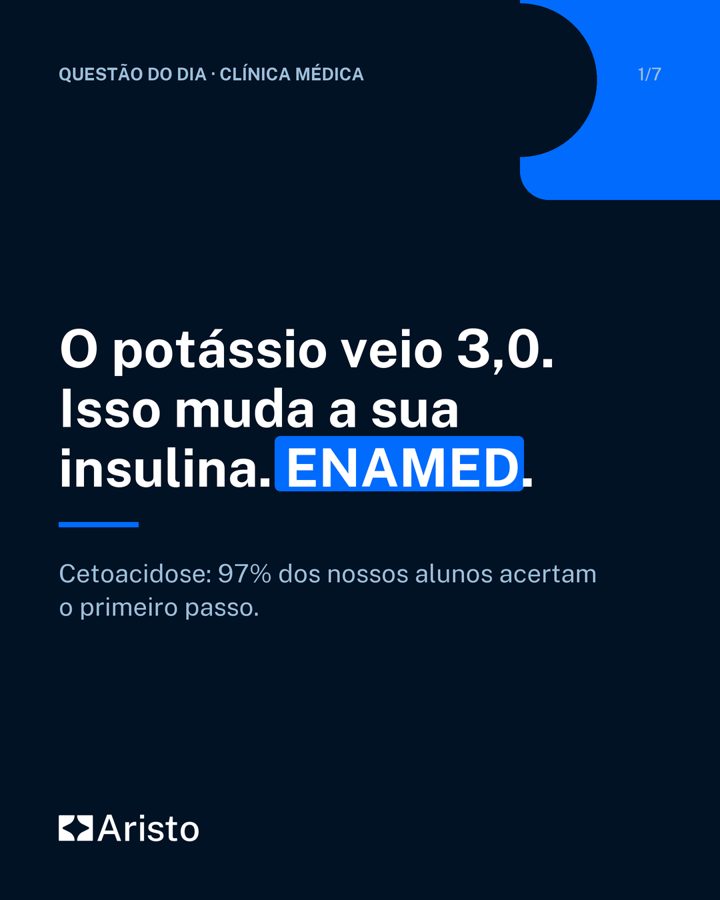 QUESTÃO DO DIA · CLÍNICA MÉDICA
1/7
O potássio veio 3,0.
Isso muda a sua
insulina. ENAMED.
Cetoacidose: 97% dos nossos alunos acertam
o primeiro passo.
Aristo